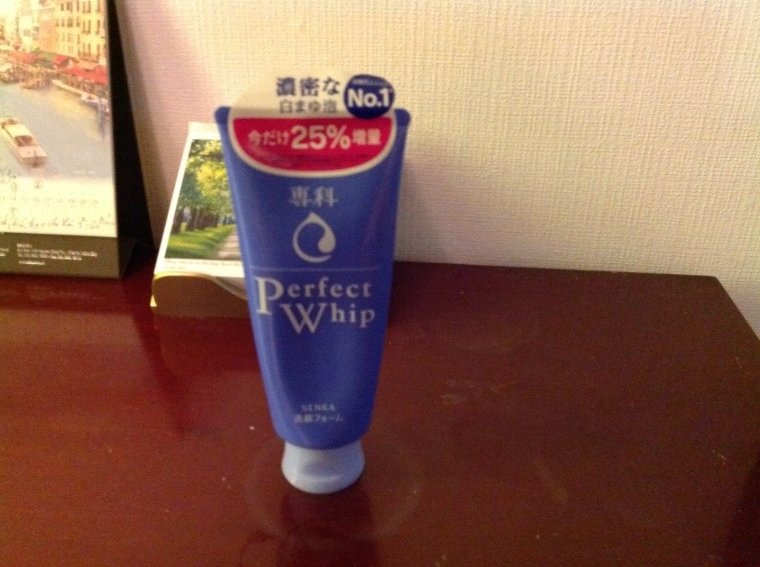 濃密な
白まゆ泡
No.1
今だけ25%増量
専科
Perfect
Whip
SENKA
洗顔フォーム